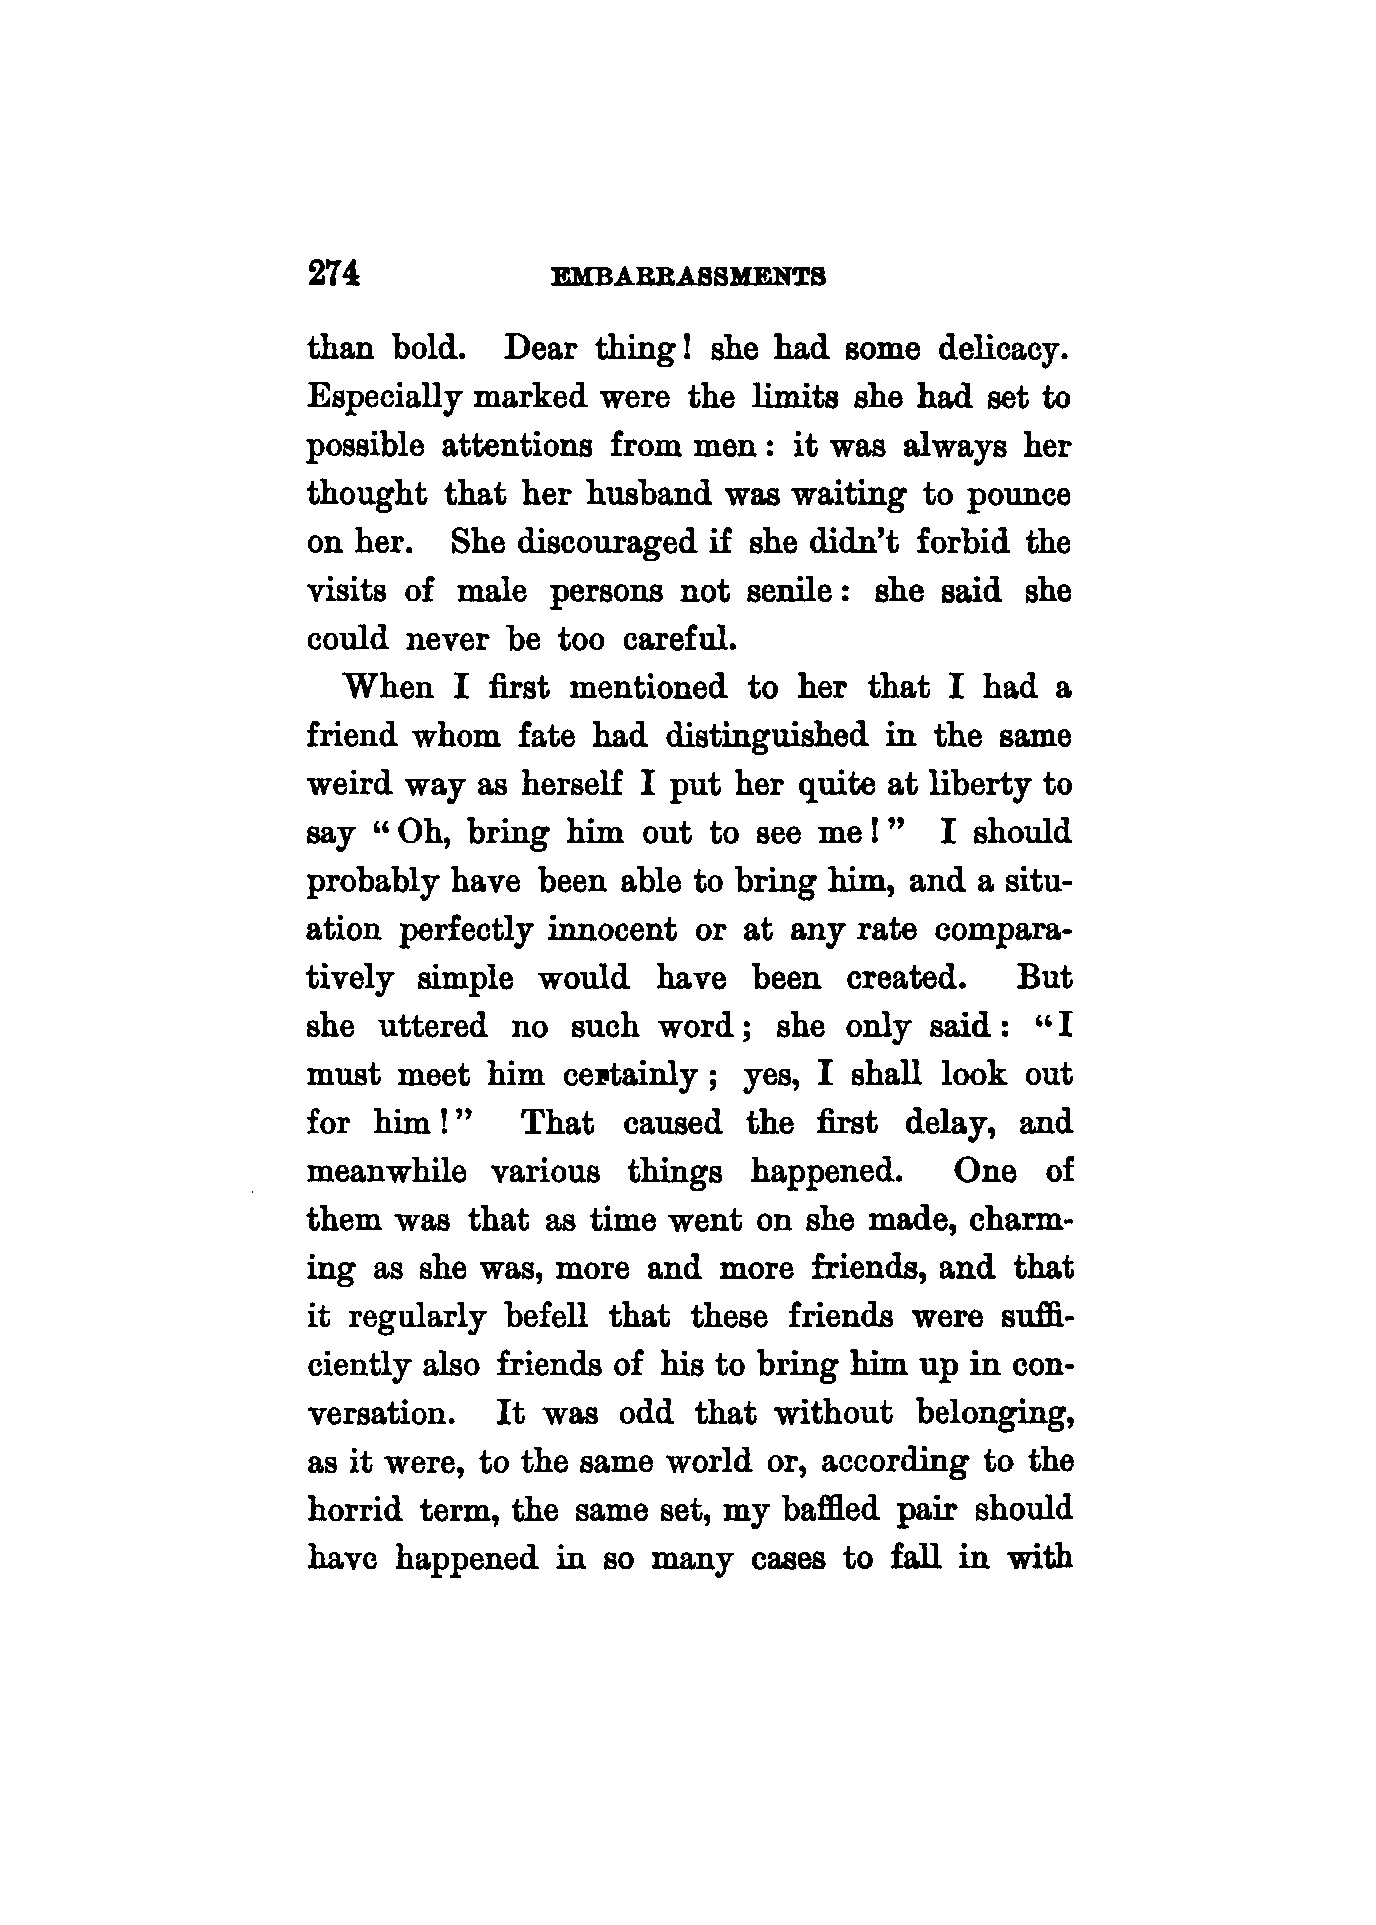 274 EMBARRASSMENTS
than bold. Dear thing! she had some delicacy.
Especially marked were the limits she had set to
possible attentions from men: it was always her
thought that her husband was waiting to pounce
on her. She discouraged if she didn't forbid the
visits of male persons not senile: she said she
could never be too careful.
When I first mentioned to her that I had a
friend whom fate had distinguished in the same
weird way as herself I put her quite at liberty to
say "Oh, bring him out to see me!" I should
probably have been able to bring him, and a situ-
ation perfectly innocent or at any rate compara-
tively simple would have been created. But
she uttered no such word; she only said: "I
must meet him certainly; yes, I shall look out
for him!" That caused the first delay, and
meanwhile various things happened. One of
them was that as time went on she made, charm-
ing as she was, more and more friends, and that
it regularly befell that these friends were suffi-
ciently also friends of his to bring him up in con-
versation. It was odd that without belonging,
as it were, to the same world or, according to the
horrid term, the same set, my baffled pair should
have happened in so many cases to fall in with